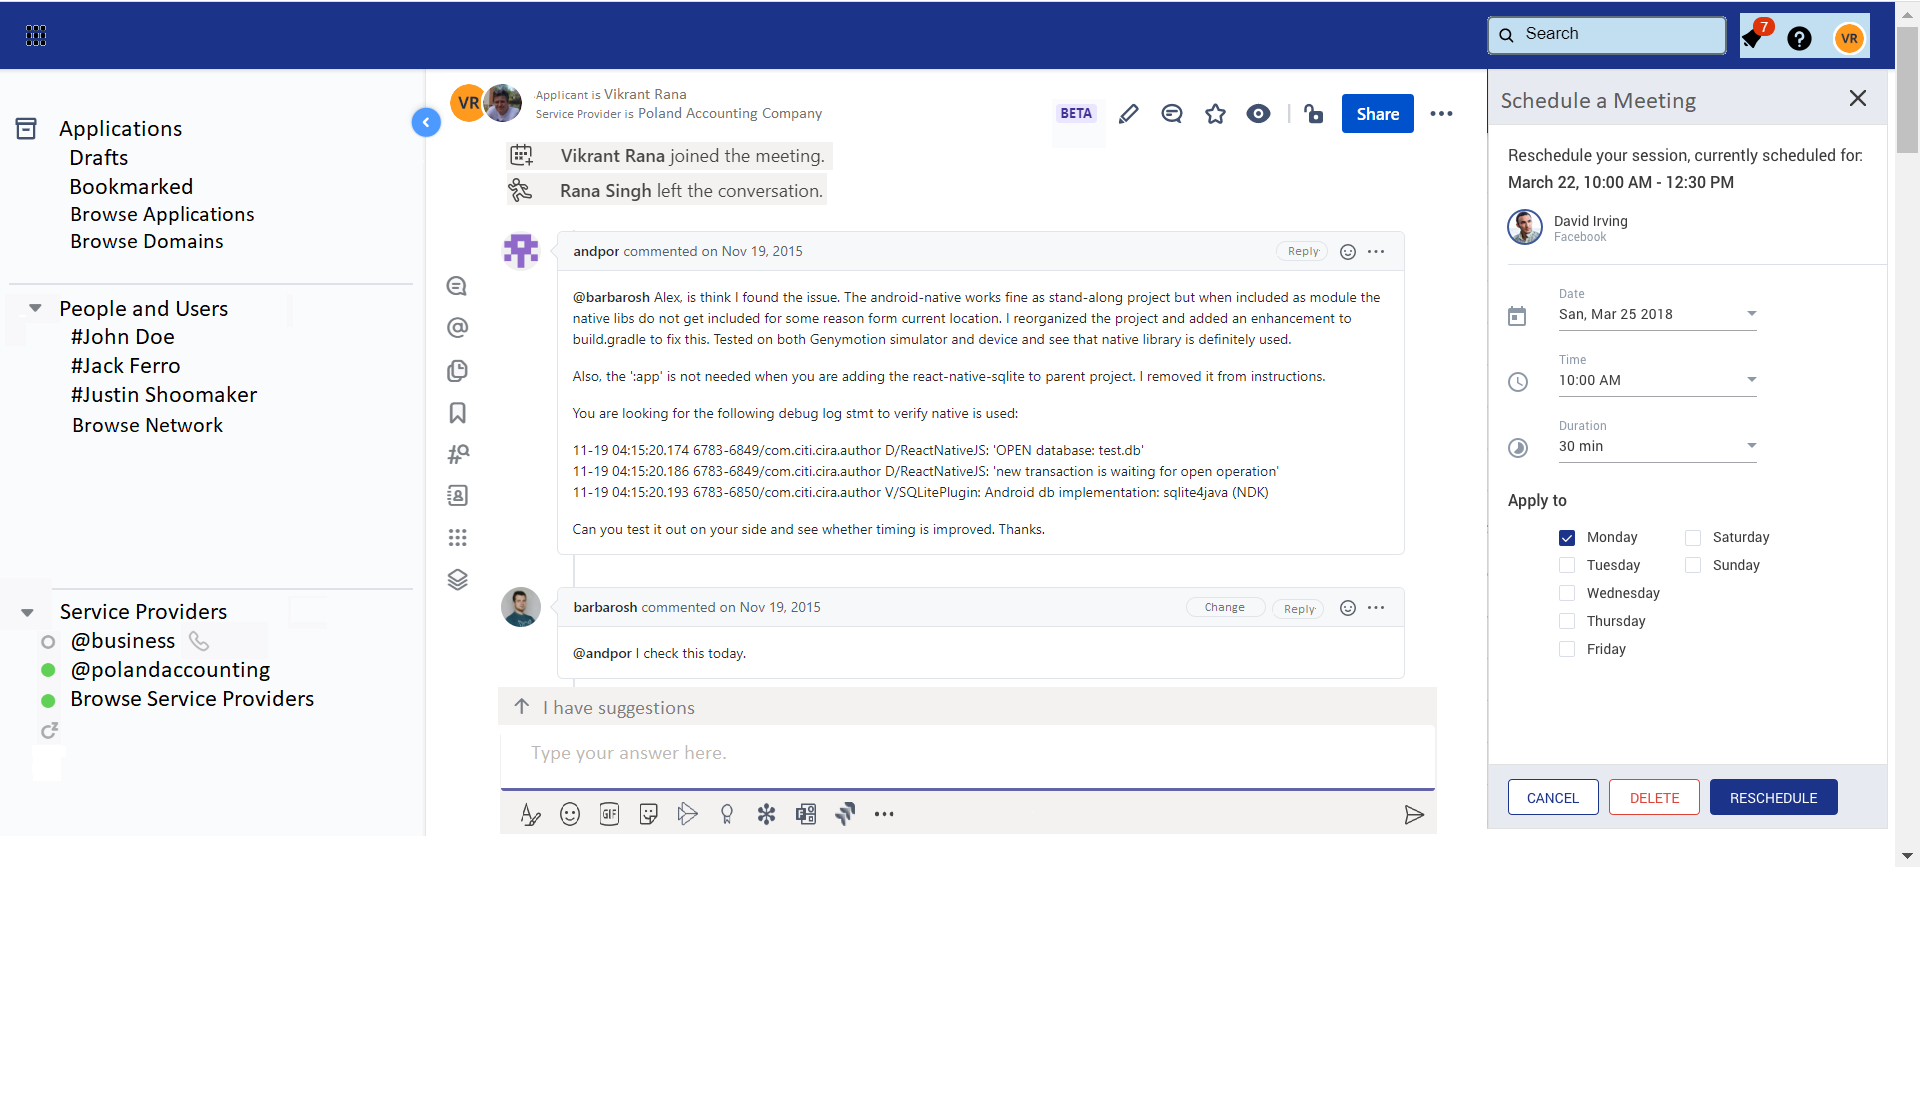 Search
7
VR
Applications
Drafts
Bookmarked
Browse Applications
Browse Domains
People and Users
#John Doe
#Jack Ferro
#Justin Shoomaker
Browse Network
Service Providers
@business
@polandaccounting
Browse Service Providers
VR
Applicant is Vikrant Rana
Service Provider is Poland Accounting Company
BETA
Share
Vikrant Rana joined the meeting.
Rana Singh left the conversation.
andpor commented on Nov 19, 2015
Reply
@barbarosh Alex, is think I found the issue. The android-native works fine as stand-along project but when included as module the
native libs do not get included for some reason form current location. I reorganized the project and added an enhancement to
build.gradle to fix this. Tested on both Genymotion simulator and device and see that native library is definitely used.
Also, the ':app' is not needed when you are adding the react-native-sqlite to parent project. I removed it from instructions.
You are looking for the following debug log stmt to verify native is used:
11-19 04:15:20.174 6783-6849/com.citi.cira.author D/ReactNativeJS: 'OPEN database: test.db'
11-19 04:15:20.186 6783-6849/com.citi.cira.author D/ReactNativeJS: 'new transaction is waiting for open operation'
11-19 04:15:20.193 6783-6850/com.citi.cira.author V/SQLitePlugin: Android db implementation: sqlite4java (NDK)
Can you test it out on your side and see whether timing is improved. Thanks.
barbarosh commented on Nov 19, 2015
Change
Reply
@andpor I check this today.
I have suggestions
Type your answer here.
GIF
Schedule a Meeting
Reschedule your session, currently scheduled for:
March 22, 10:00 AM - 12:30 PM
David Irving
Facebook
Date
San, Mar 25 2018
Time
10:00 AM
Duration
30 min
Apply to
Monday
Saturday
Tuesday
Sunday
Wednesday
Thursday
Friday
CANCEL
DELETE
RESCHEDULE